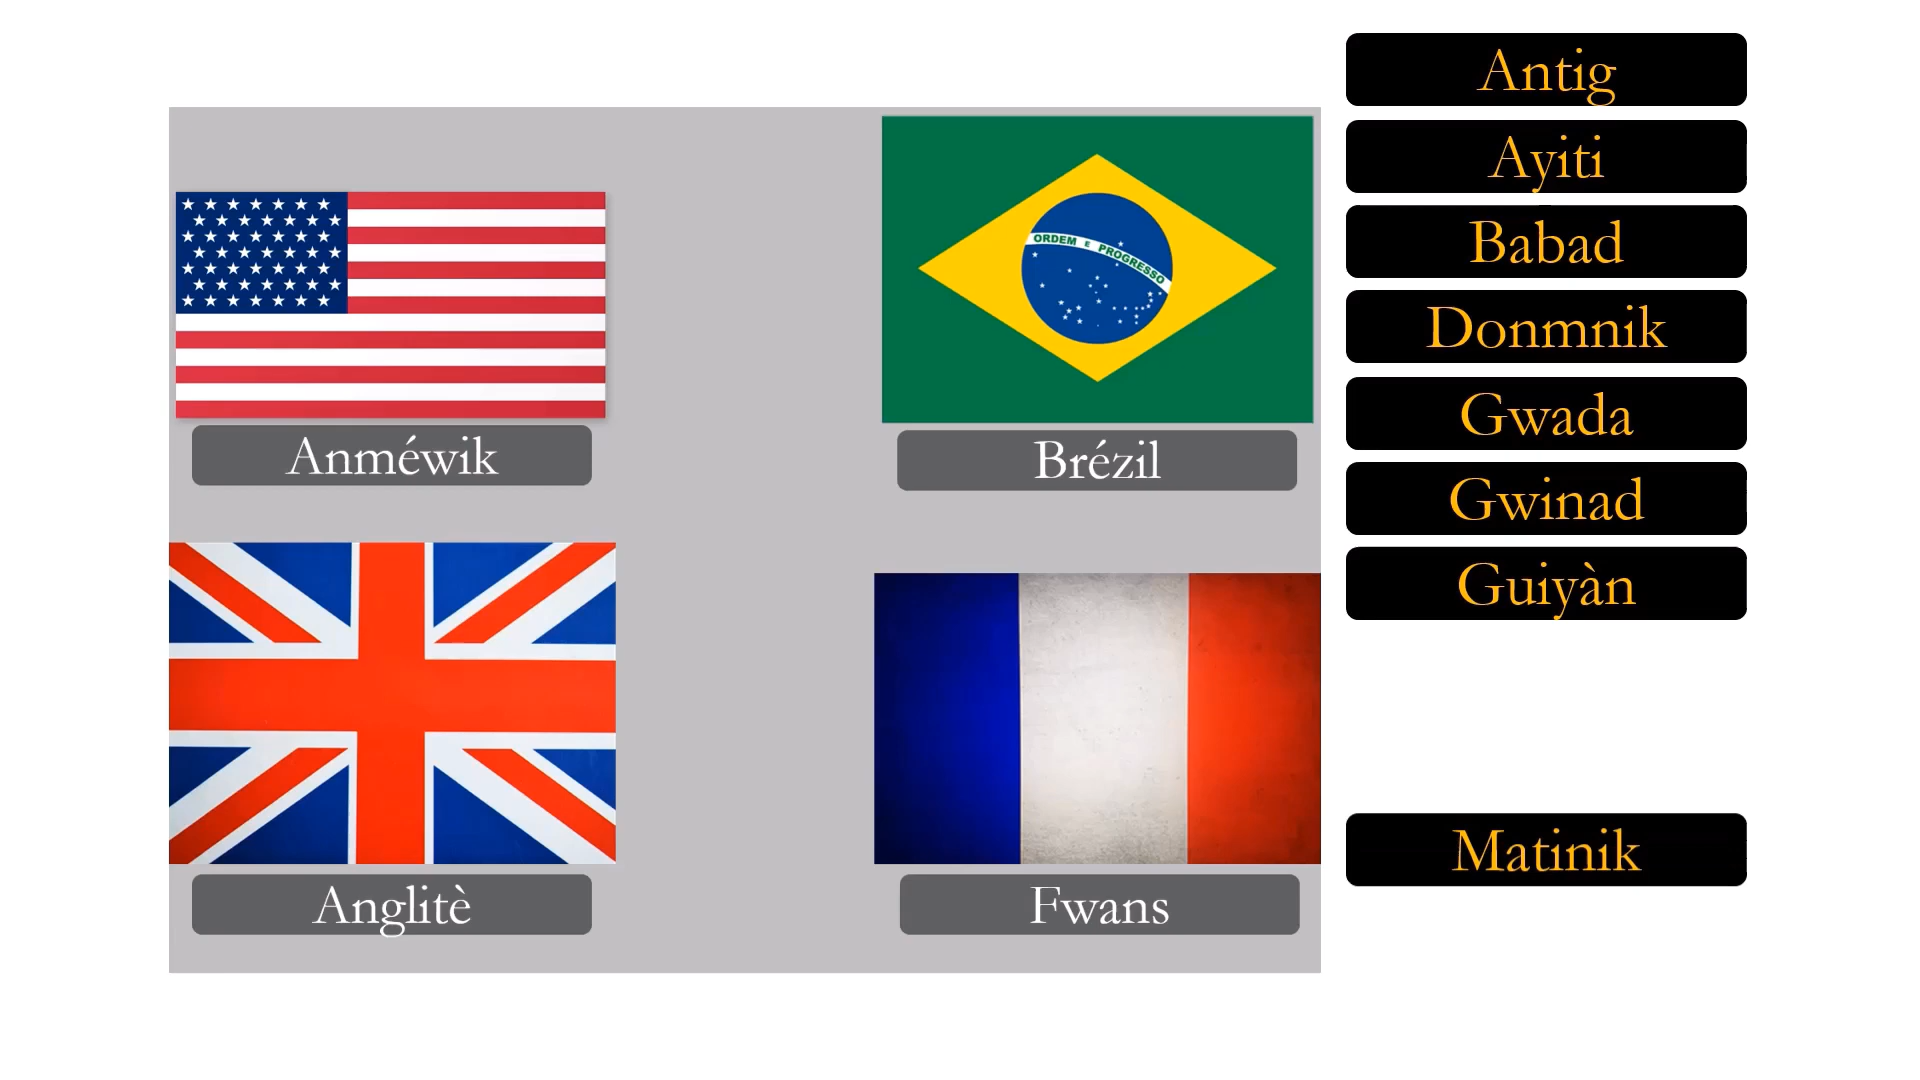 Antig
Ayiti
Babad
Donmnik
Gwada
Gwinad
Guiyàn
Matinik
ORDEM E PROGRESSO
Anméwik
Brézil
Anglitè
Fwans